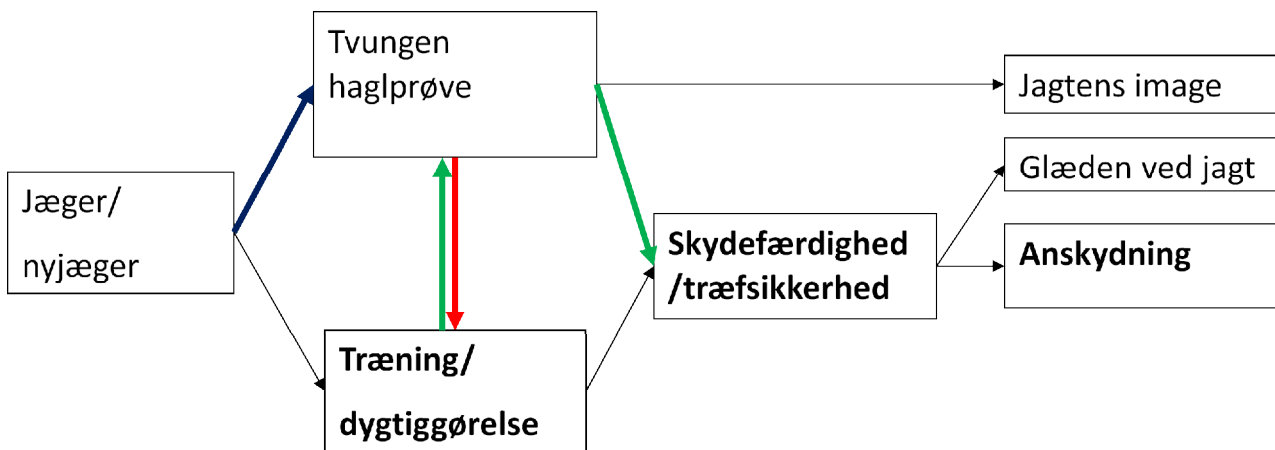 Tvungen
haglprøve
Jagtens image
Glæden ved jagt
Jæger/
nyjæger
Skydefærdighed
/træfsikkerhed
Anskydning
Træning/
dygtiggørelse